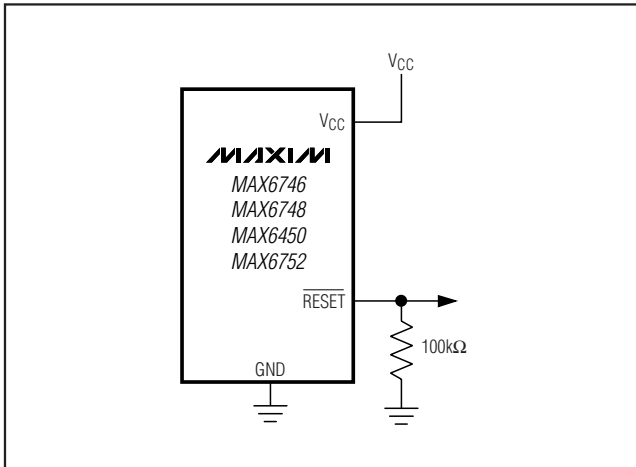 VCC
VCC
MAXIM
MAX6746
MAX6748
MAX6450
MAX6752
RESET
100kΩ
GND